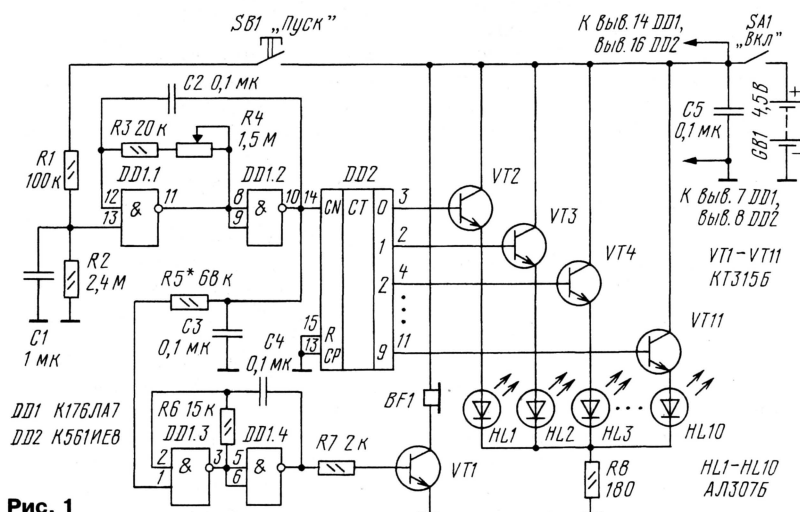 SB1 „Пуск”
К выв. 14 DD1,
выв. 16 DD2
SA1
„Вкл”
C2 0,1 мк
R3 20 к
R4
1,5 М
C5
0,1 мк
GB1 4,5 В
+
−
R1
100 к
DD1.1
DD1.2
DD2
12
13
&
11
8
9
&
10
14
CN
CT
0
3
VT2
1
2
VT3
2
4
VT4
9
11
VT11
15
R
13
CP
К выв. 7 DD1,
выв. 8 DD2
VT1-VT11
КТ315Б
R2
2,4 М
C1
1 мк
R5* 68 к
C3
0,1 мк
C4
0,1 мк
DD1 К176ЛА7
DD2 К561ИЕ8
R6 15 к
DD1.3
DD1.4
2
1
&
3
5
6
&
4
R7 2 к
VT1
BF1
HL1
HL2
HL3
HL10
R8
180
HL1-HL10
АЛ307Б
Рис. 1